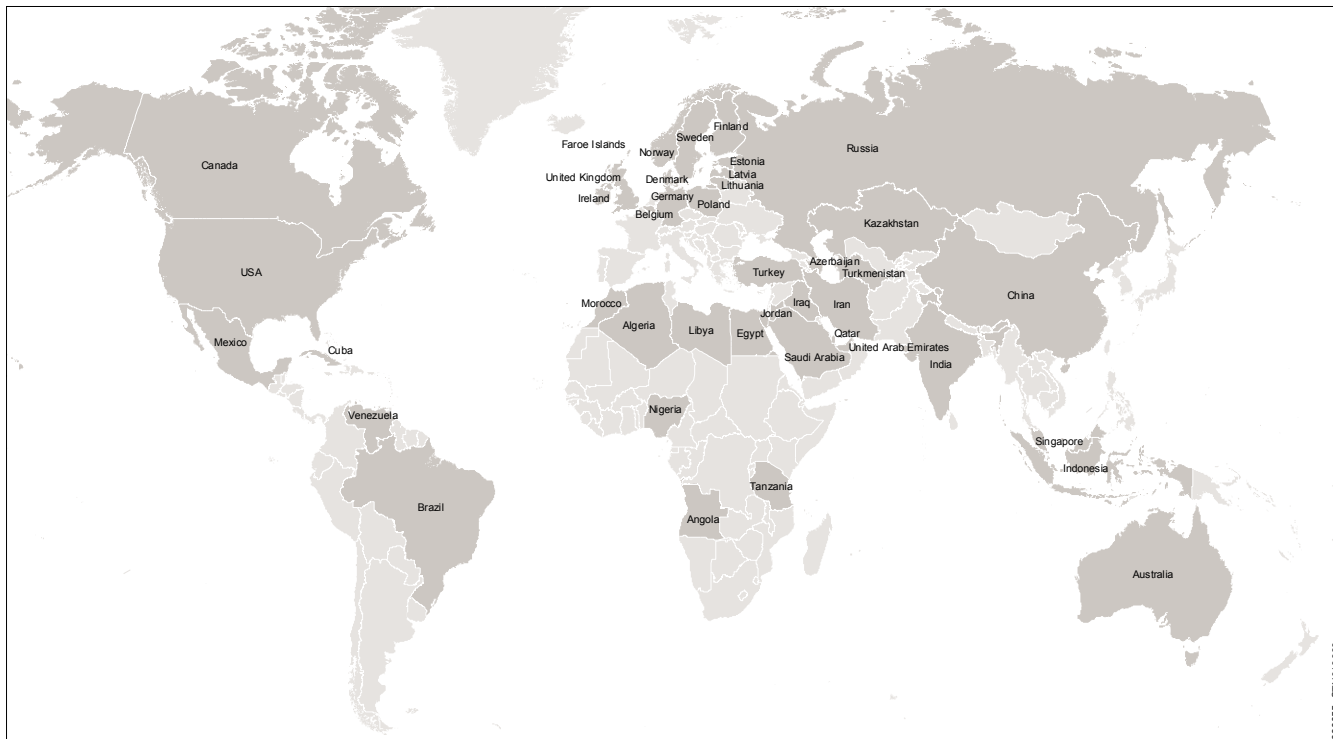 Finland
Sweden
Faroe Islands
Norway
Russia
Canada
Estonia
Latvia
United Kingdom
Denmark
Lithuania
Ireland
Germany
Poland
Belgium
Kazakhstan
Azerbaijan
USA
Turkey
Turkmenistan
China
Morocco
Iraq
Iran
Jordan
Algeria
Libya
Egypt
Qatar
Mexico
Cuba
United Arab Emirates
Saudi Arabia
India
Nigeria
Venezuela
Singapore
Indonesia
Tanzania
Brazil
Angola
Australia